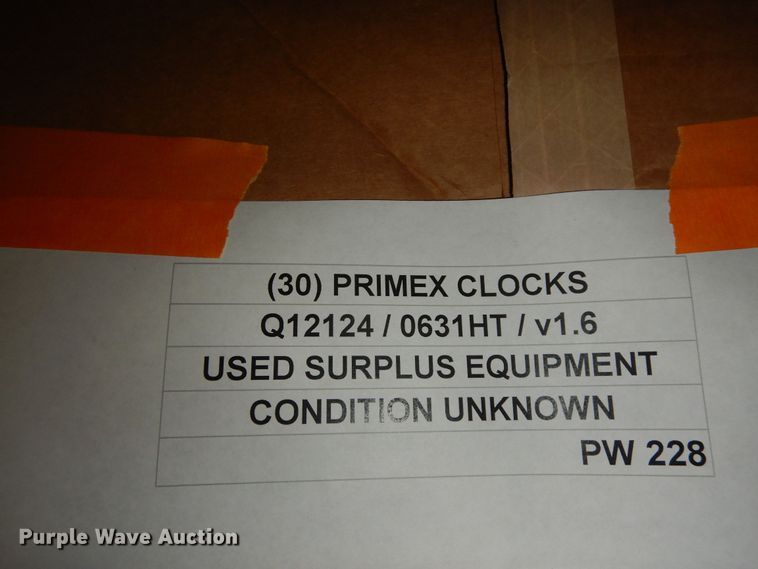 (30) PRIMEX CLOCKS
Q12124 / 0631HT / v1.6
USED SURPLUS EQUIPMENT
CONDITION UNKNOWN
PW 228
Purple Wave Auction